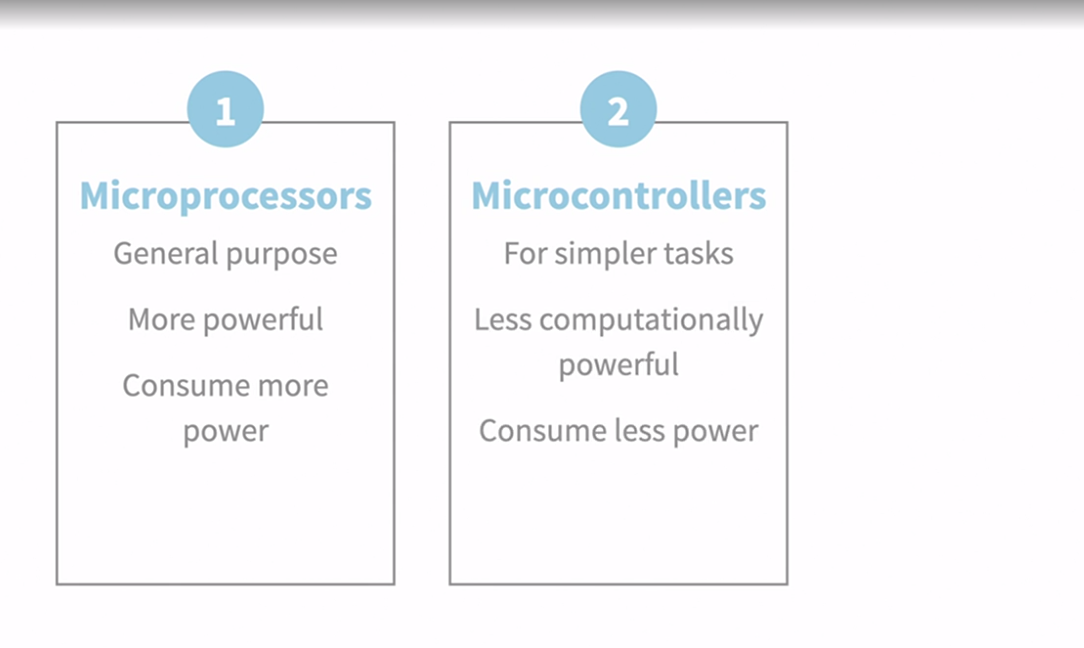 1
Microprocessors
General purpose
More powerful
Consume more
power
2
Microcontrollers
For simpler tasks
Less computationally
powerful
Consume less power